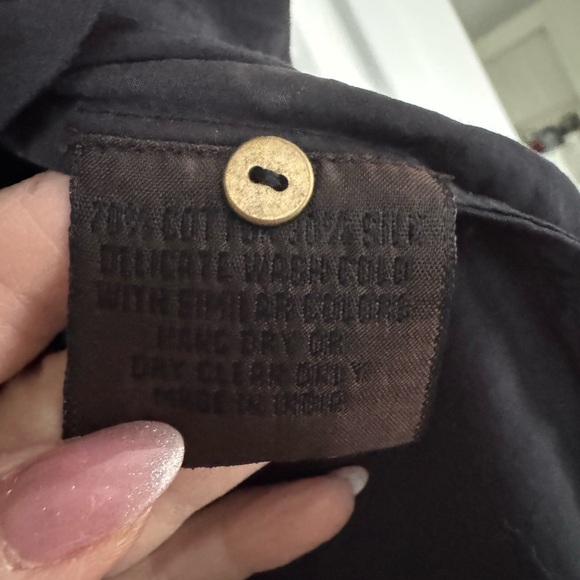 70% COTTON 30% SILK
DELICATE WASH COLD
WITH SIMILAR COLORS
HANG DRY OR
DRY CLEAN ONLY
MADE IN INDIA